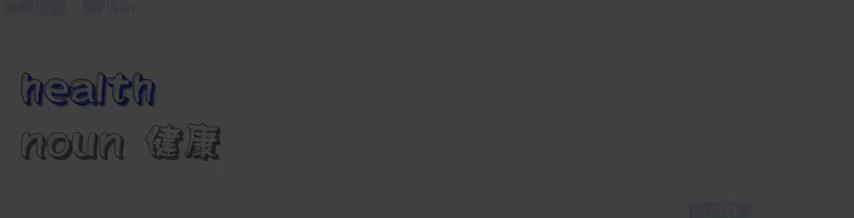 health
noun 健康